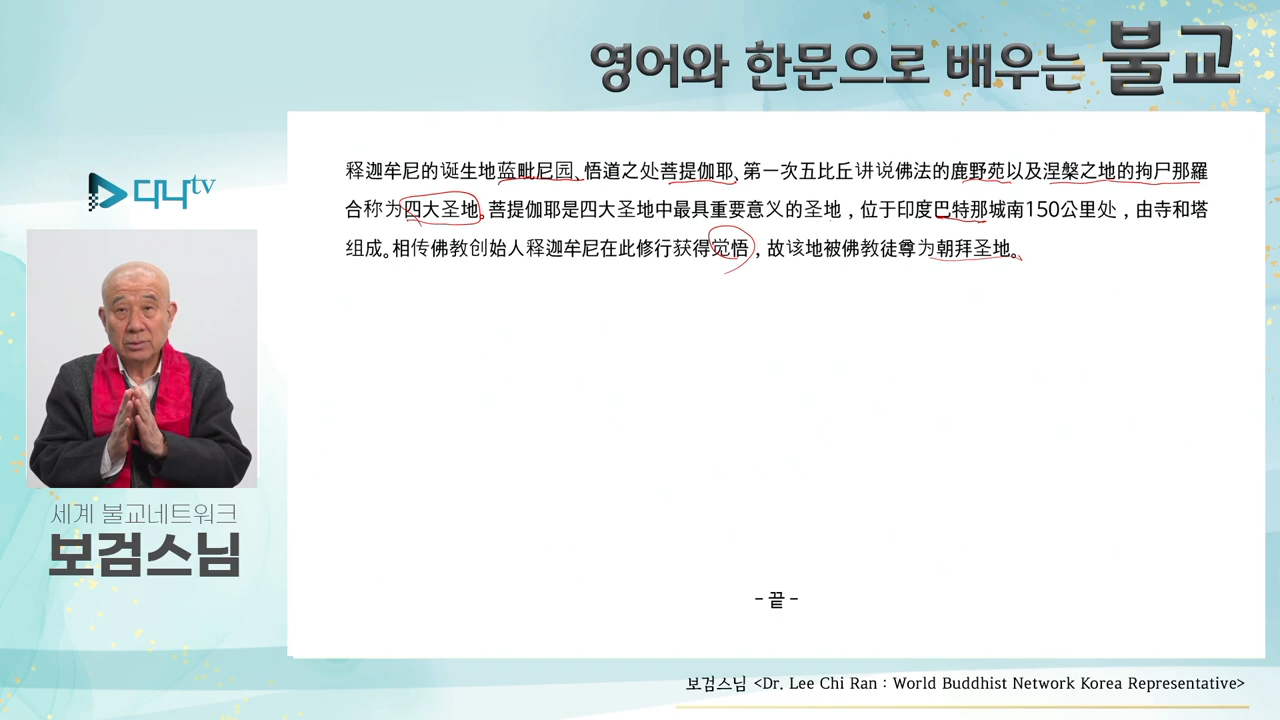 영어와 한문으로 배우는 불교
디나tv
释迦牟尼的诞生地蓝毗尼园、悟道之处菩提伽耶、第一次五比丘讲说佛法的鹿野苑以及涅槃之地的拘尸那羅
合称为四大圣地。菩提伽耶是四大圣地中最具重要意义的圣地，位于印度巴特那城南150公里处，由寺和塔
组成。相传佛教创始人释迦牟尼在此修行获得觉悟，故该地被佛教徒尊为朝拜圣地。
세계 불교네트워크
보검스님
- 끝 -
보검스님 <Dr. Lee Chi Ran : World Buddhist Network Korea Representative>